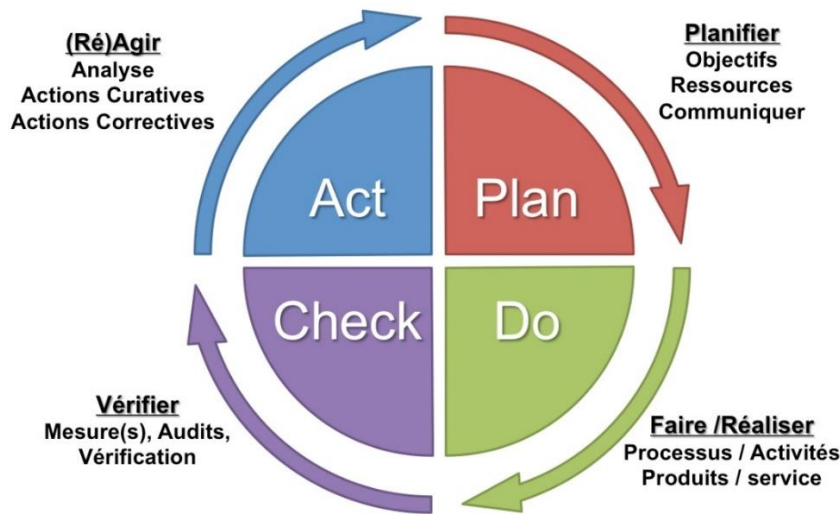 (Ré)Agir
Analyse
Actions Curatives
Actions Correctives
Planifier
Objectifs
Ressources
Communiquer
Act
Plan
Check
Do
Vérifier
Mesure(s), Audits,
Vérification
Faire /Réaliser
Processus / Activités
Produits / service